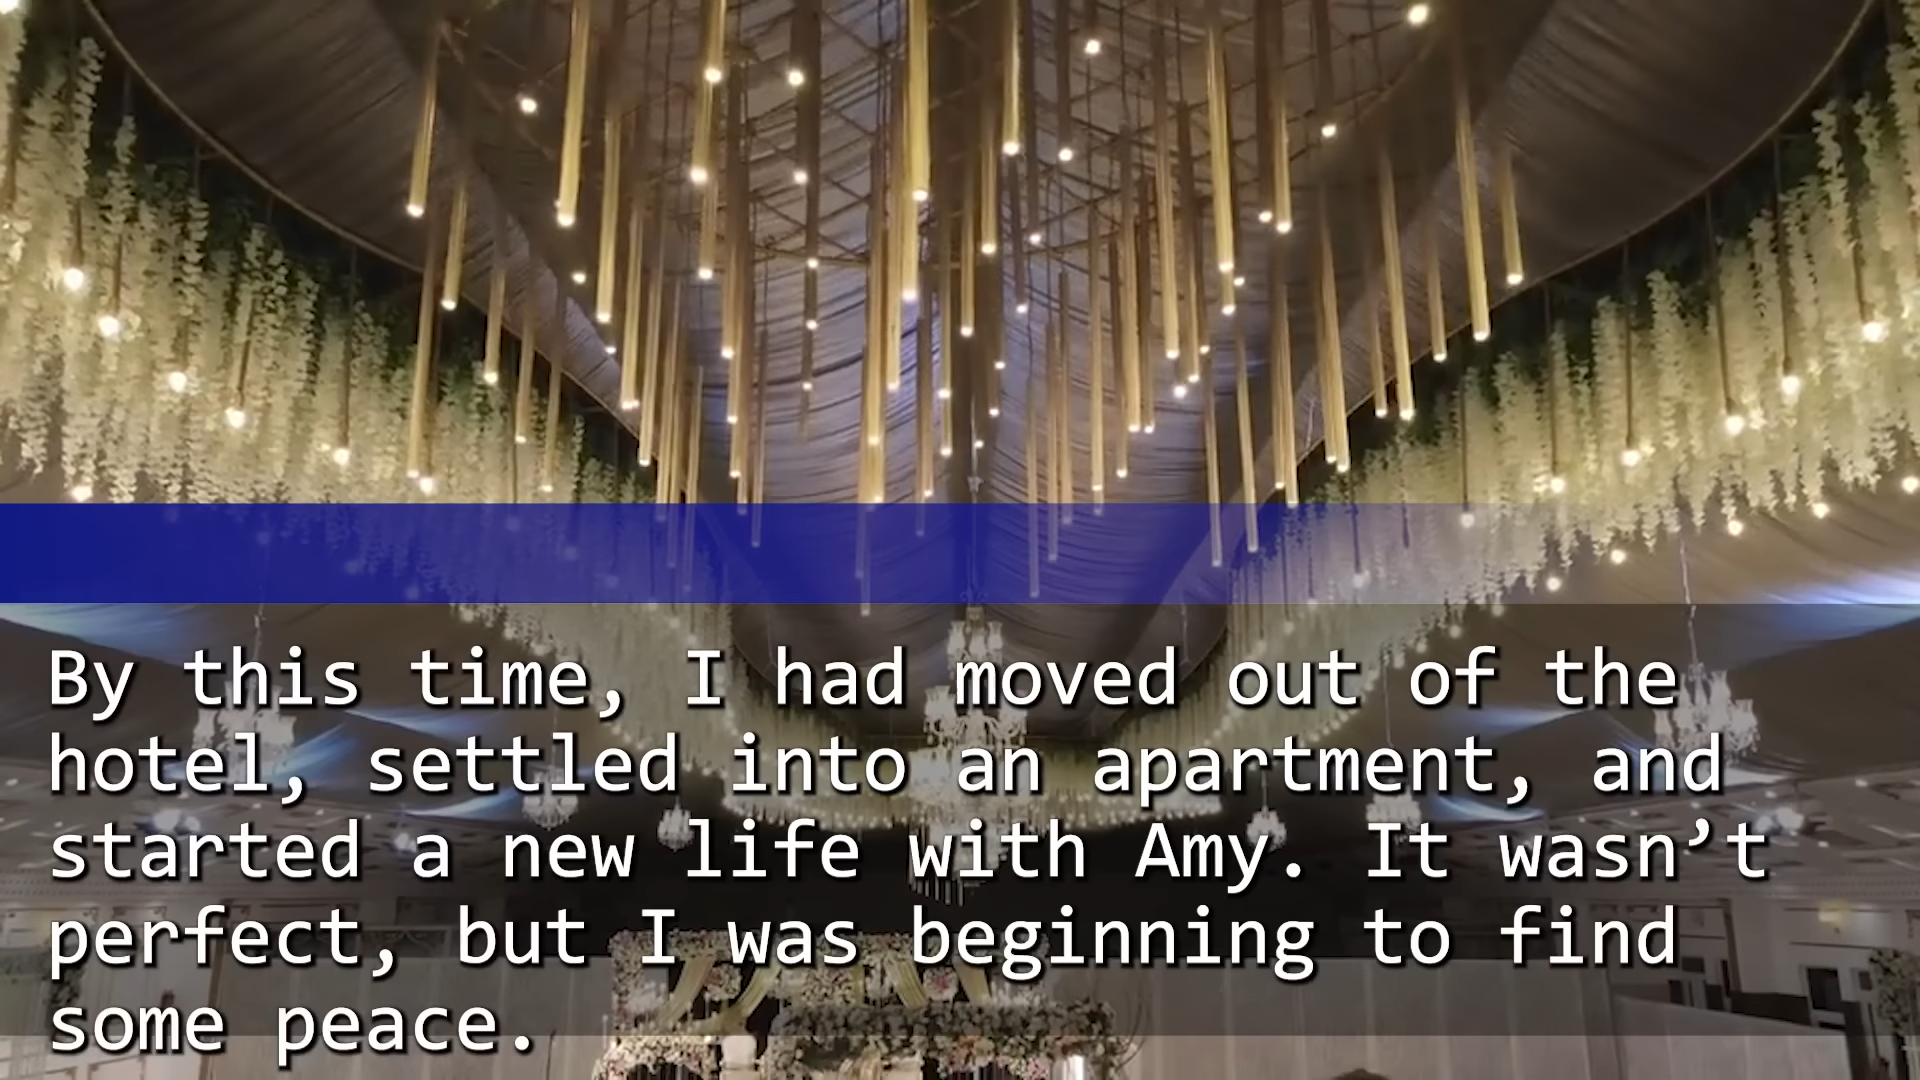 By this time, I had moved out of the
hotel, settled into an apartment, and
started a new life with Amy. It wasn’t
perfect, but I was beginning to find
some peace.